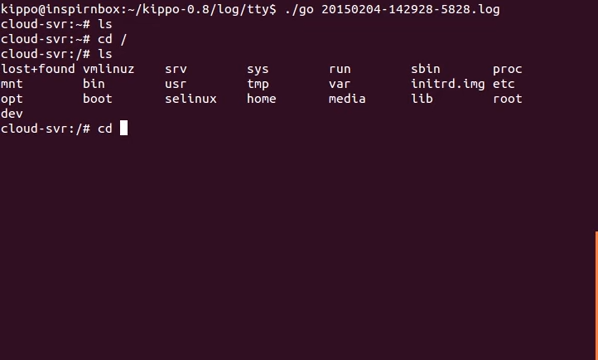 kippo@inspirnbox:~/kippo-0.8/log/tty$ ./go 20150204-142928-5828.log
cloud-svr:~# ls
cloud-svr:~# cd /
cloud-svr:/# ls
lost+found vmlinuz    srv        sys        run        sbin       proc
mnt        bin        usr        tmp        var        initrd.img etc
opt        boot       selinux    home       media      lib        root
dev
cloud-svr:/# cd